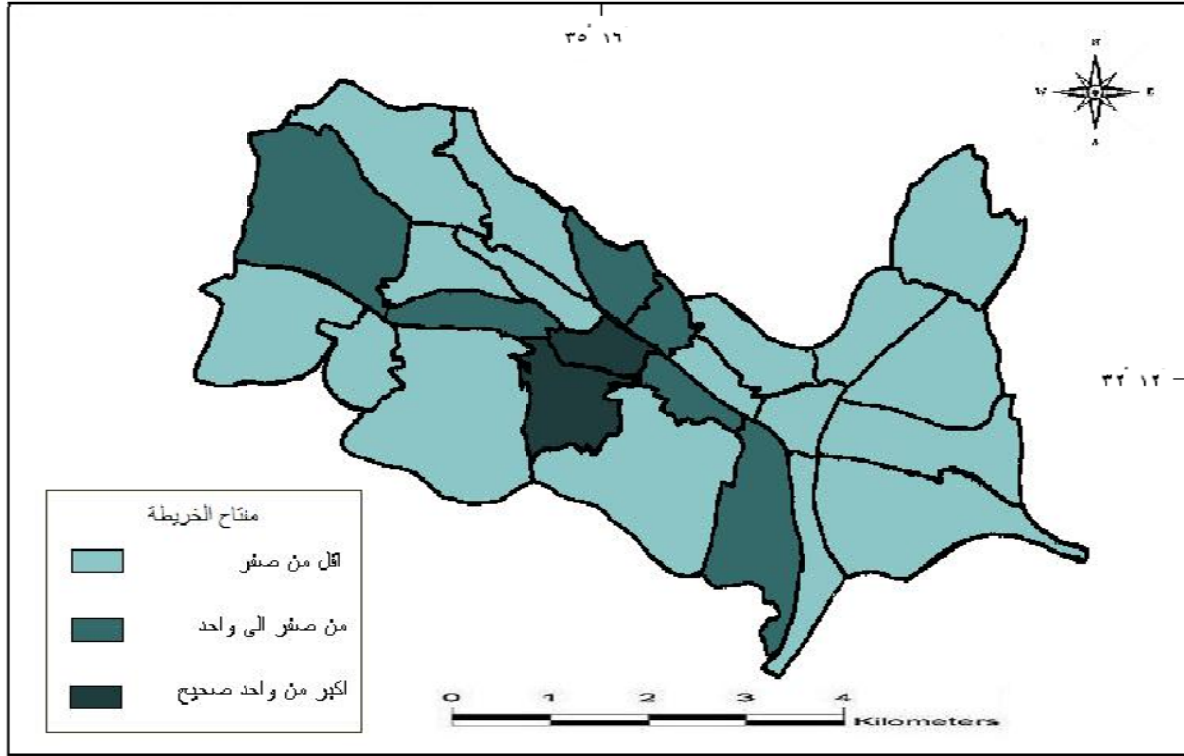 ٣٥° ١٦
N
W E
S
٣٢° ١٢
مفتاح الخريطة
اقل من صفر
من صفر الى واحد
اكبر من واحد صحيح
0 1 2 3 4
Kilometers